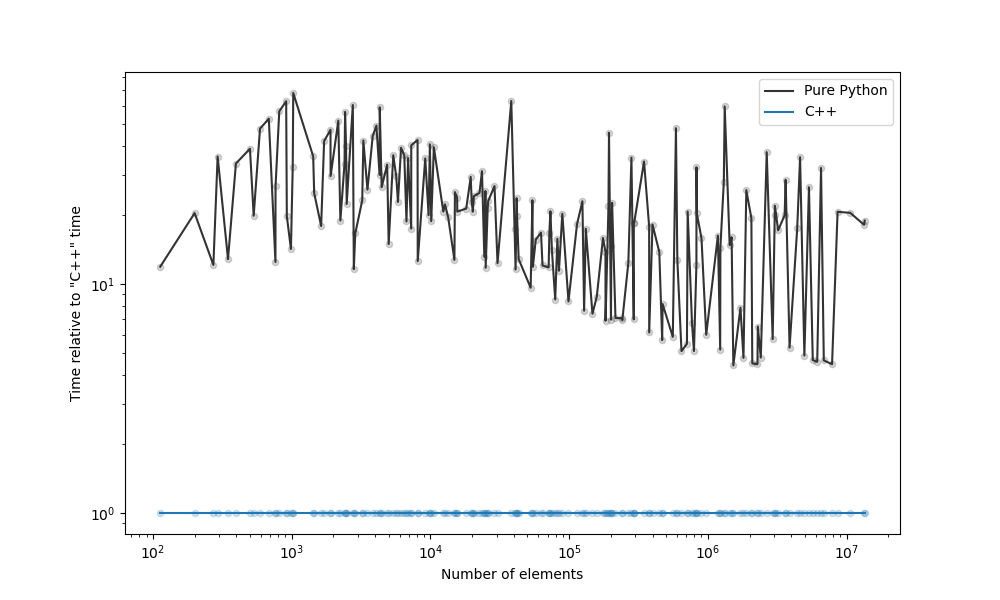 Pure Python
C++
Time relative to "C++" time
10¹
10⁰
10²
10³
10⁴
10⁵
10⁶
10⁷
Number of elements